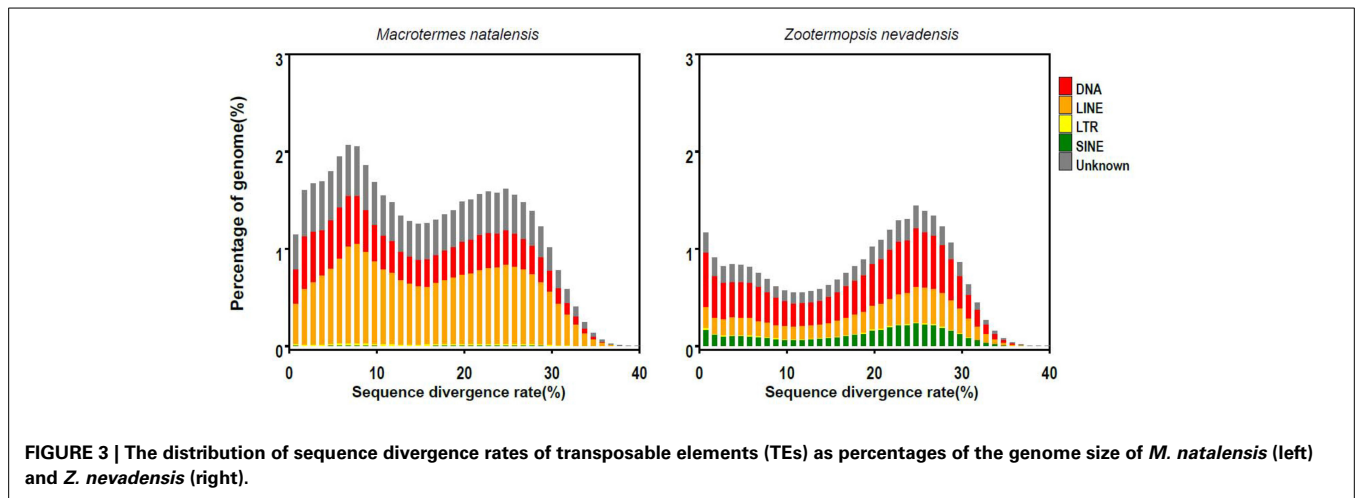 Macrotermes natalensis
Zootermopsis nevadensis
Percentage of genome(%)
3
2
1
0
0 10 20 30 40
Sequence divergence rate(%)
3
2
1
0
0 10 20 30 40
Sequence divergence rate(%)
DNA
LINE
LTR
SINE
Unknown
FIGURE 3 | The distribution of sequence divergence rates of transposable elements (TEs) as percentages of the genome size of M. natalensis (left)
and Z. nevadensis (right).